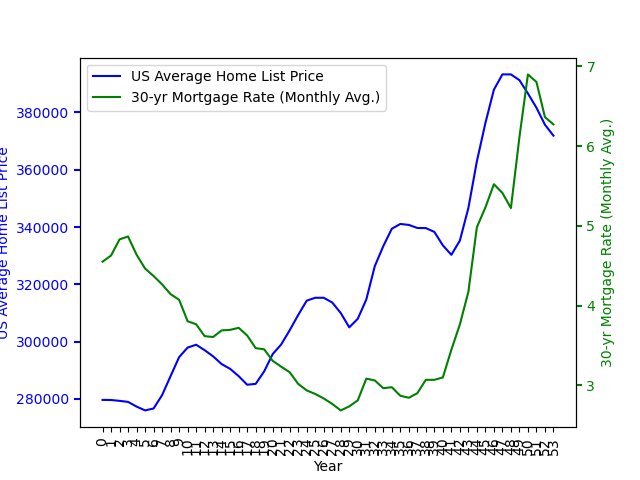 US Average Home List Price
30-yr Mortgage Rate (Monthly Avg.)
380000
360000
340000
320000
300000
280000
US Average Home List Price
7
6
5
4
3
30-yr Mortgage Rate (Monthly Avg.)
0 1 2 3 4 5 6 7 8 9 10 11 12 13 14 15 16 17 18 19 20 21 22 23 24 25 26 27 28 29 30 31 32 33 34 35 36 37 38 39 40 41 42 43 44 45 46 47 48 49 50 51 52 53
Year